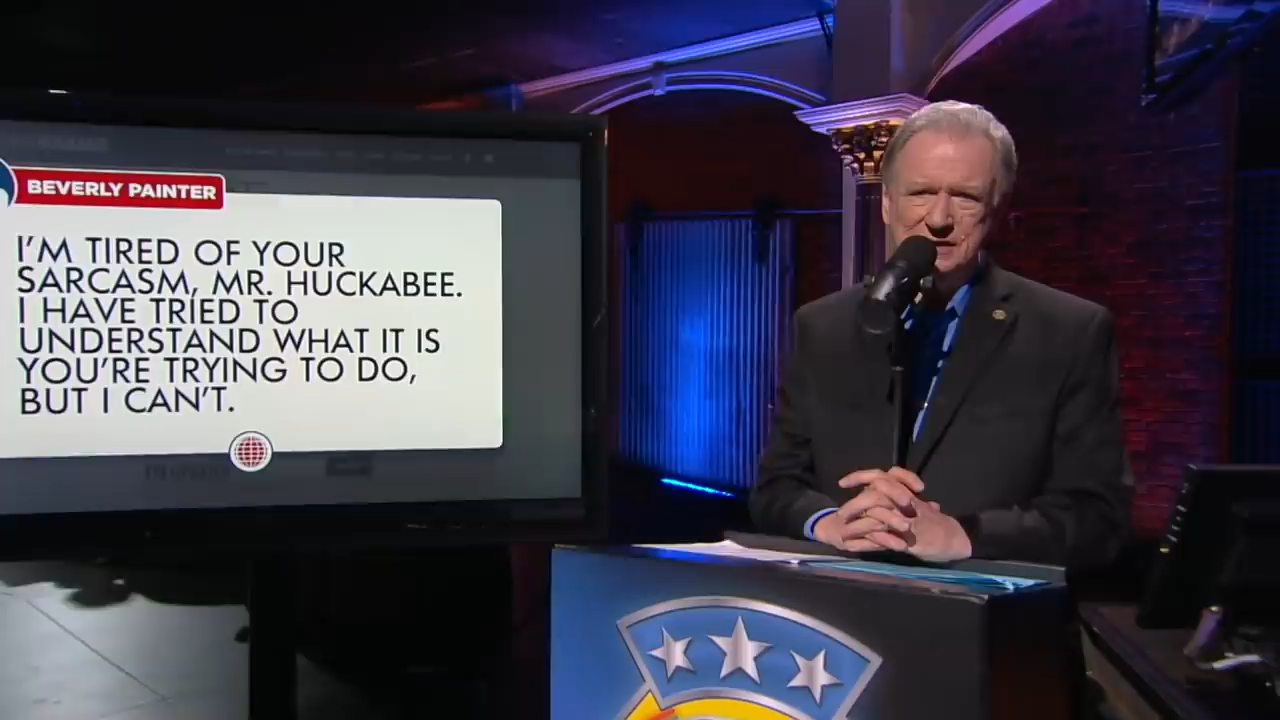 BEVERLY PAINTER
I'M TIRED OF YOUR
SARCASM, MR. HUCKABEE.
I HAVE TRIED TO
UNDERSTAND WHAT IT IS
YOU'RE TRYING TO DO,
BUT I CAN'T.